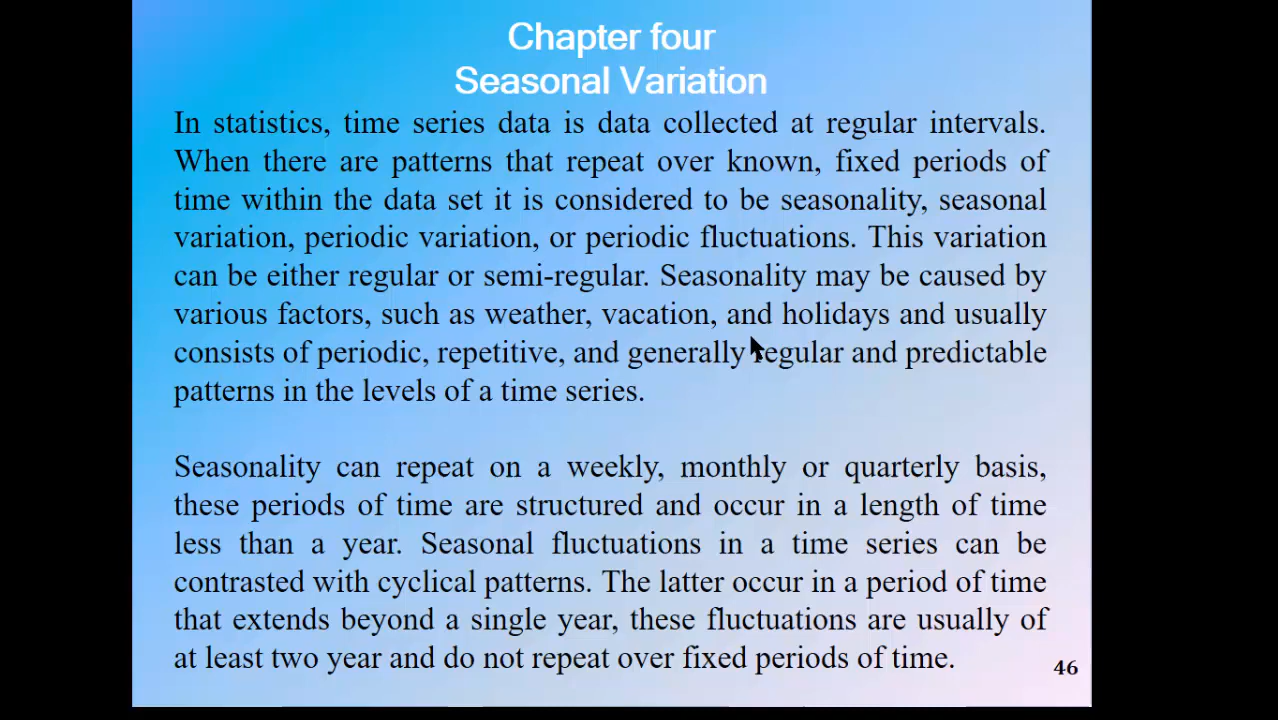 Chapter four
Seasonal Variation
In statistics, time series data is data collected at regular intervals.
When there are patterns that repeat over known, fixed periods of
time within the data set it is considered to be seasonality, seasonal
variation, periodic variation, or periodic fluctuations. This variation
can be either regular or semi-regular. Seasonality may be caused by
various factors, such as weather, vacation, and holidays and usually
consists of periodic, repetitive, and generally regular and predictable
patterns in the levels of a time series.
Seasonality can repeat on a weekly, monthly or quarterly basis,
these periods of time are structured and occur in a length of time
less than a year. Seasonal fluctuations in a time series can be
contrasted with cyclical patterns. The latter occur in a period of time
that extends beyond a single year, these fluctuations are usually of
at least two year and do not repeat over fixed periods of time.
46